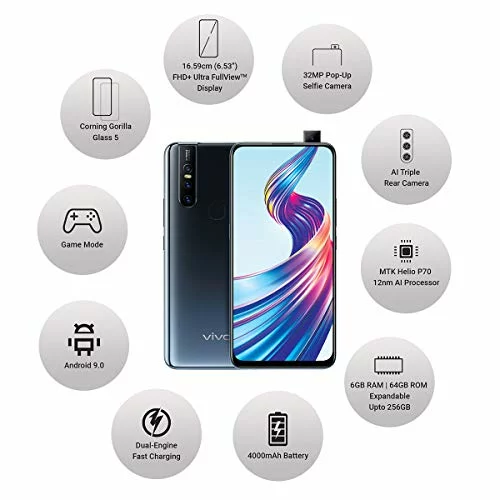 16.59cm (6.53")
FHD+ Ultra FullView™
Display
32MP Pop-Up
Selfie Camera
Corning Gorilla
Glass 5
AI Triple
Rear Camera
Game Mode
MTK Helio P70
12nm AI Processor
vivo
Android 9.0
6GB RAM | 64GB ROM
Expandable
Upto 256GB
Dual-Engine
Fast Charging
4000mAh Battery